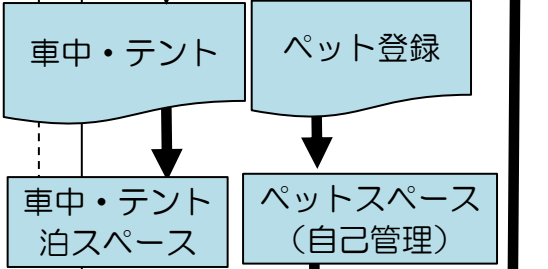 車中・テント
ペット登録
車中・テント
泊スペース
ペットスペース
（自己管理）